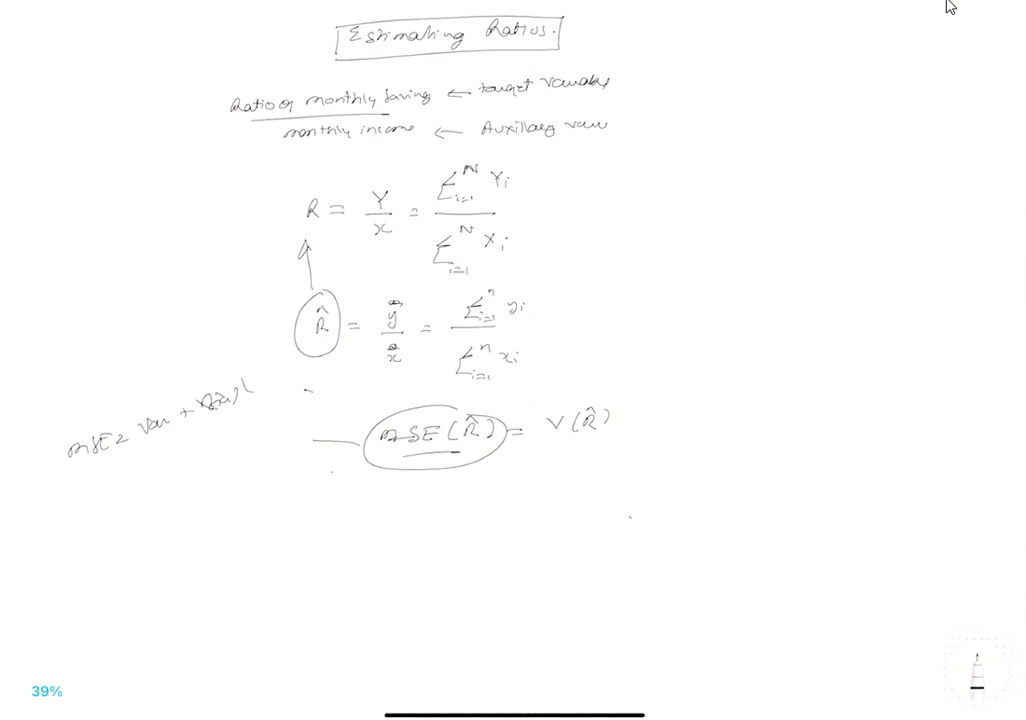 Estimating Ratios.
Ratio of monthly saving ← target variable
monthly income ← Auxillary var
R = Y / x = Σ_{i=1}^{N} Y_i / Σ_{i=1}^{N} X_i
R̂ = y / x = Σ_{i=1}^{n} y_i / Σ_{i=1}^{n} x_i
MSE = Var +
MSE(R̂) = V(R̂)
39%